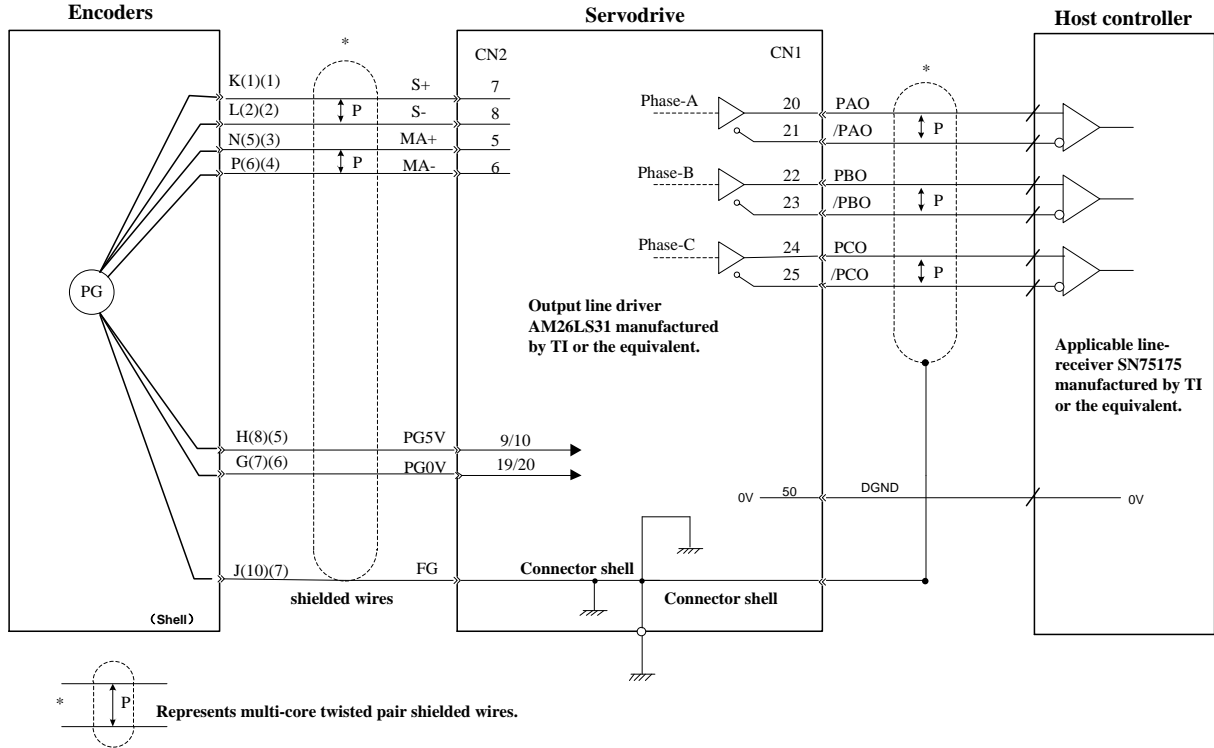 Encoders
Servodrive
Host controller
*
CN2
CN1
*
K(1)(1)
S+
7
L(2)(2)
P
S-
8
N(5)(3)
MA+
5
P(6)(4)
P
MA-
6
Phase-A
20
PAO
21
/PAO
P
Phase-B
22
PBO
23
/PBO
P
Phase-C
24
PCO
25
/PCO
P
PG
Output line driver
AM26LS31 manufactured
by TI or the equivalent.
Applicable line-
receiver SN75175
manufactured by TI
or the equivalent.
H(8)(5)
PG5V
9/10
G(7)(6)
PG0V
19/20
0V
50
DGND
0V
J(10)(7)
FG
Connector shell
shielded wires
Connector shell
（Shell）
*
P
Represents multi-core twisted pair shielded wires.